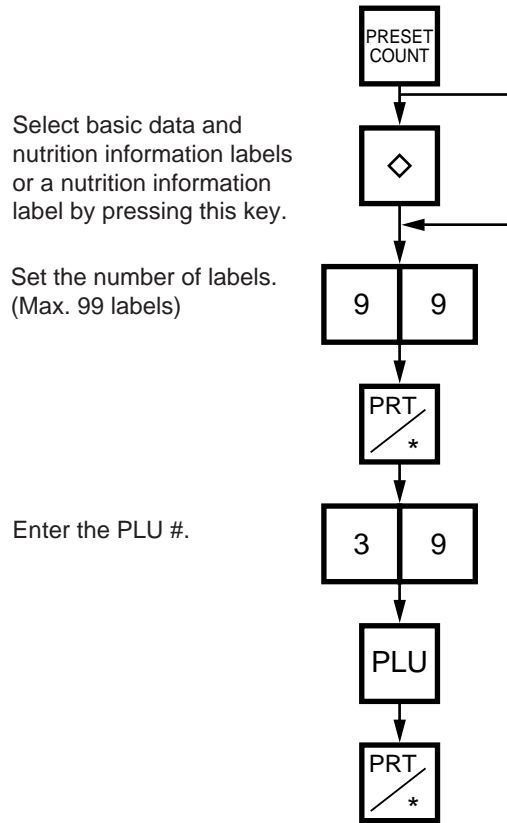 PRESET
COUNT
Select basic data and
nutrition information labels
or a nutrition information
label by pressing this key.
◇
Set the number of labels.
(Max. 99 labels)
9 9
PRT
*
Enter the PLU #.
3 9
PLU
PRT
*